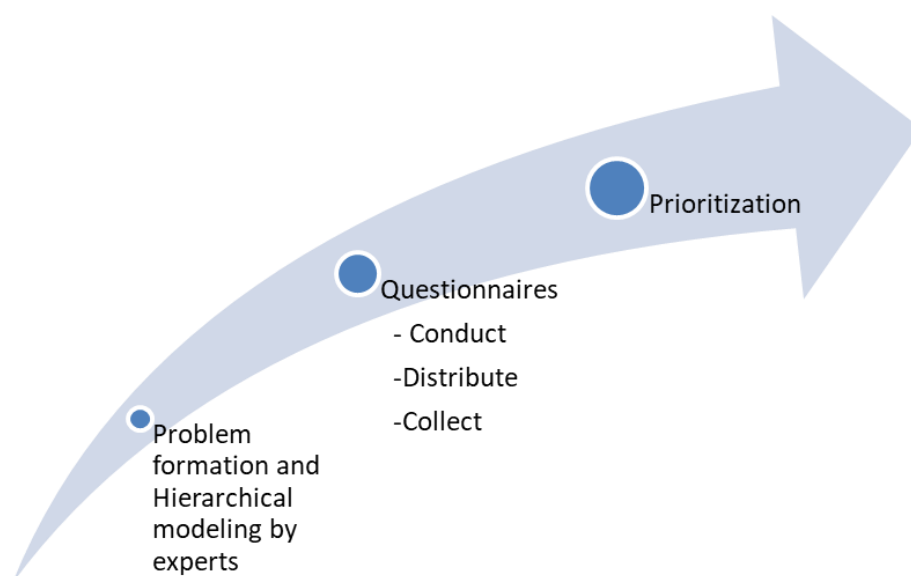 Prioritization
Questionnaires
- Conduct
-Distribute
-Collect
Problem
formation and
Hierarchical
modeling by
experts